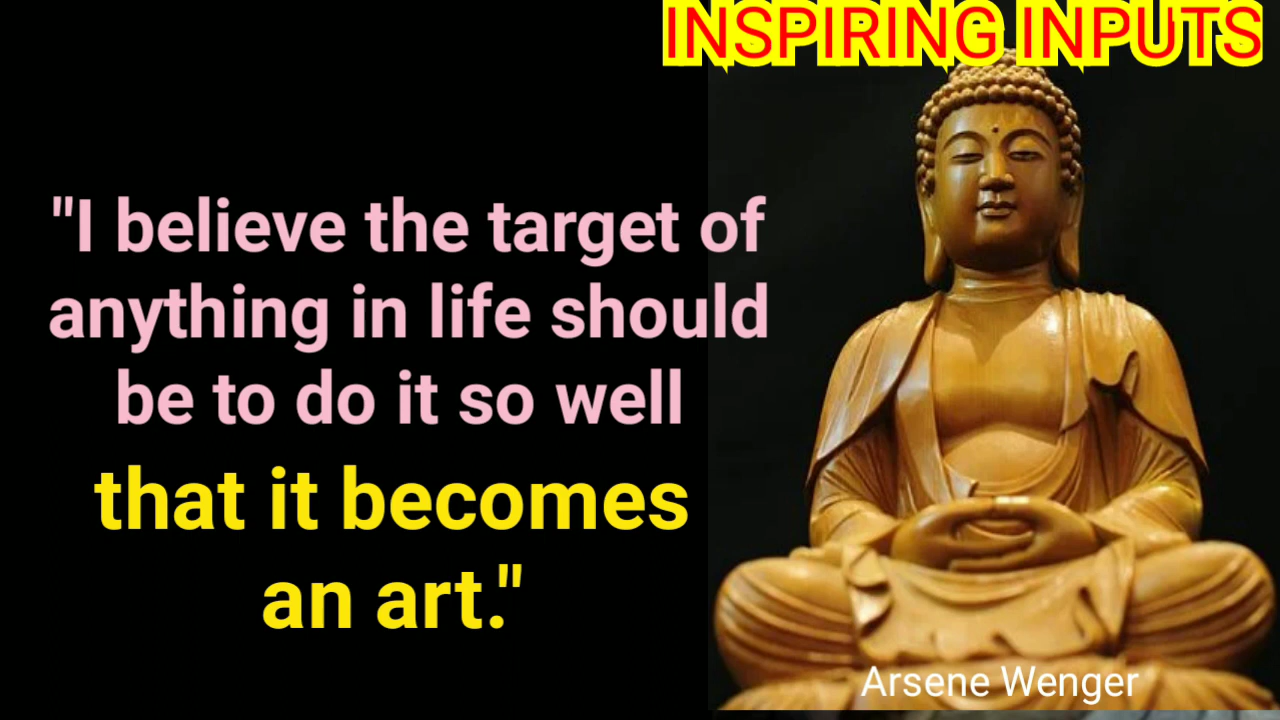 INSPIRING INPUTS
"I believe the target of
anything in life should
be to do it so well
that it becomes
an art."
Arsene Wenger